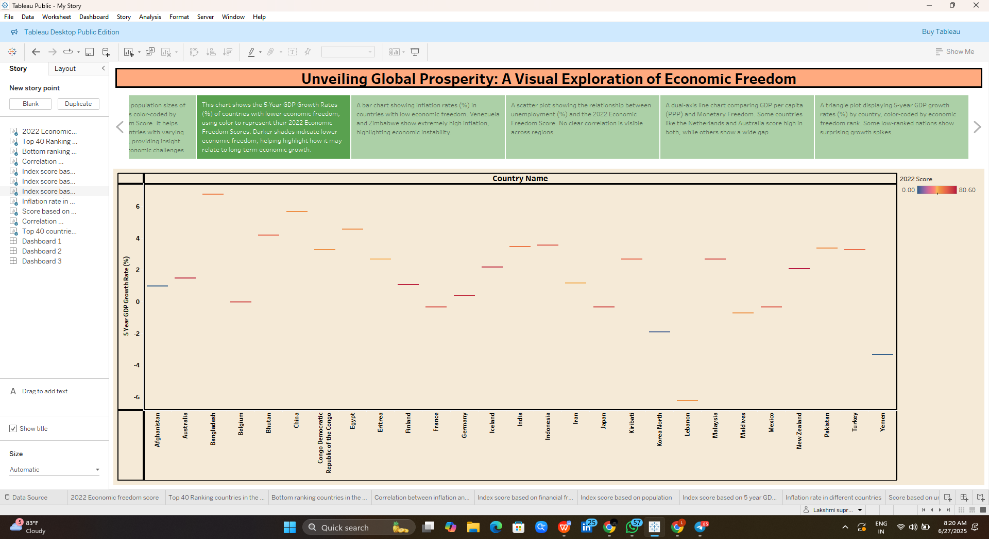 Tableau Public - My Story
File Data Worksheet Dashboard Story Analysis Format Server Window Help
Tableau Desktop Public Edition
Buy Tableau
Show Me
Story Layout
New story point
Blank Duplicate
2022 Economic...
Top 40 Ranking ...
Bottom ranking ...
Correlation ...
Index score bas...
Index score bas...
Index score bas...
Inflation rate in ...
Score based on ...
Correlation ...
Top 40 countrie...
Dashboard 1
Dashboard 2
Dashboard 3
A Drag to add text
Show title
Size
Automatic
Unveiling Global Prosperity: A Visual Exploration of Economic Freedom
population sizes of
color-coded by
m Score. It helps
ntries with varying
providing insight
onomic challenges
This chart shows the 5-Year GDP Growth Rates
(%) of countries with lower economic freedom,
using color to represent their 2022 Economic
Freedom Scores. Darker shades indicate lower
economic freedom, helping highlight how it may
relate to long-term economic growth.
A bar chart showing inflation rates (%) in
countries with low economic freedom. Venezuela
and Zimbabwe show extremely high inflation,
highlighting economic instability
A scatter plot showing the relationship between
unemployment (%) and the 2022 Economic
Freedom Score. No clear correlation is visible
across regions
A dual-axis line chart comparing GDP per capita
(PPP) and Monetary Freedom. Some countries
like the Netherlands and Australia score high in
both, while others show a wide gap
A triangle plot displaying 5-year GDP growth
rates (%) by country, color-coded by economic
freedom rank. Some low-ranked nations show
surprising growth spikes
Country Name
2022 Score
0.00 80.60
5 Year GDP Growth Rate (%)
6
4
2
0
-2
-4
-6
Afghanistan
Australia
Bangladesh
Belgium
Bhutan
China
Congo Democratic
Republic of the Congo
Egypt
Eritrea
Finland
France
Germany
Iceland
India
Indonesia
Iran
Japan
Kiribati
Korea North
Lebanon
Malaysia
Maldives
Mexico
New Zealand
Pakistan
Turkey
Yemen
Data Source 2022 Economic freedom score Top 40 Ranking countries in the ... Bottom ranking countries in the ... Correlation between inflation an... Index score based on financial fr... Index score based on population Index score based on 5 year GD... Inflation rate in different countries Score based on un
Lakshmi supr...
5
83°F
Cloudy
Quick search
25
57
ENG
IN
8:20 AM
6/27/2025